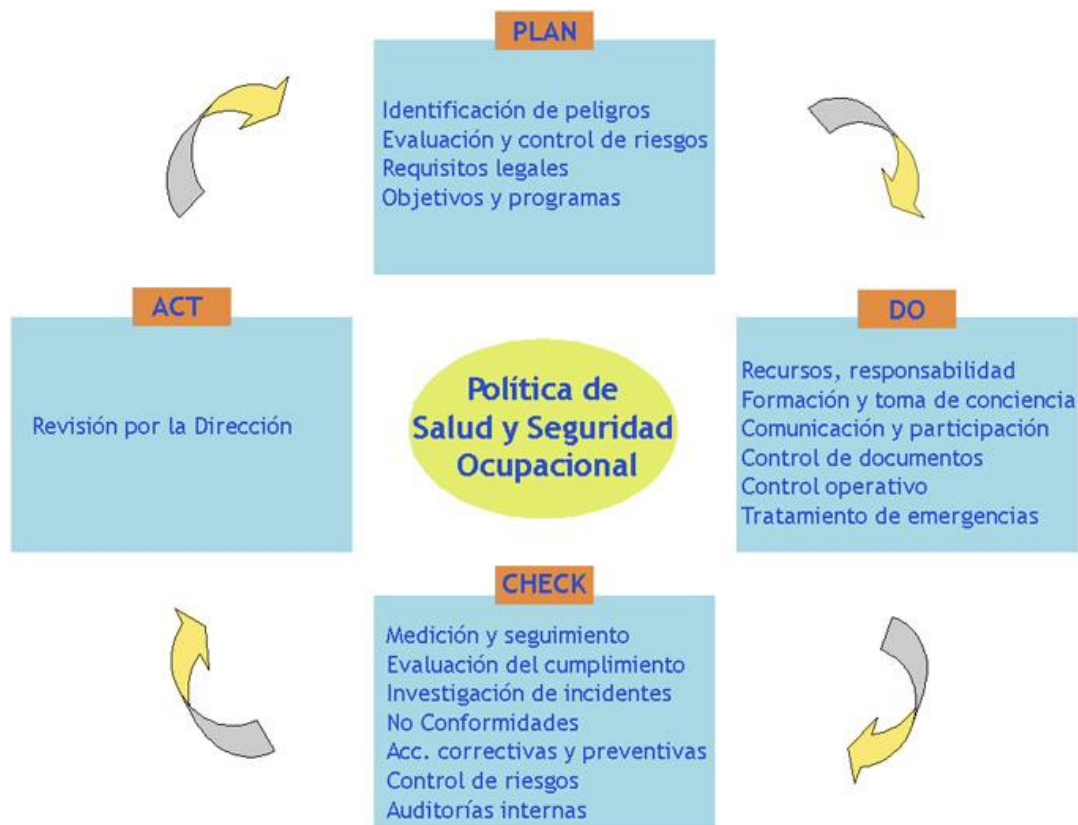 PLAN
Identificación de peligros
Evaluación y control de riesgos
Requisitos legales
Objetivos y programas
ACT
Revisión por la Dirección
Política de
Salud y Seguridad
Ocupacional
DO
Recursos, responsabilidad
Formación y toma de conciencia
Comunicación y participación
Control de documentos
Control operativo
Tratamiento de emergencias
CHECK
Medición y seguimiento
Evaluación del cumplimiento
Investigación de incidentes
No Conformidades
Acc. correctivas y preventivas
Control de riesgos
Auditorías internas